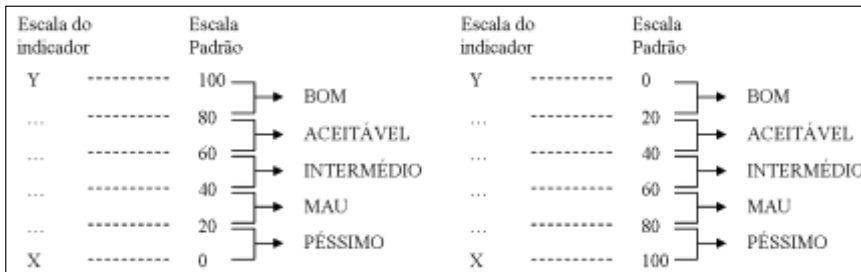 Escala do indicador Escala Padrão
Y ---------- 100
BOM
... ---------- 80
ACEITÁVEL
... ---------- 60
INTERMÉDIO
... ---------- 40
MAU
... ---------- 20
PÉSSIMO
X ---------- 0
Escala do indicador Escala Padrão
Y ---------- 0
BOM
... ---------- 20
ACEITÁVEL
... ---------- 40
INTERMÉDIO
... ---------- 60
MAU
... ---------- 80
PÉSSIMO
X ---------- 100